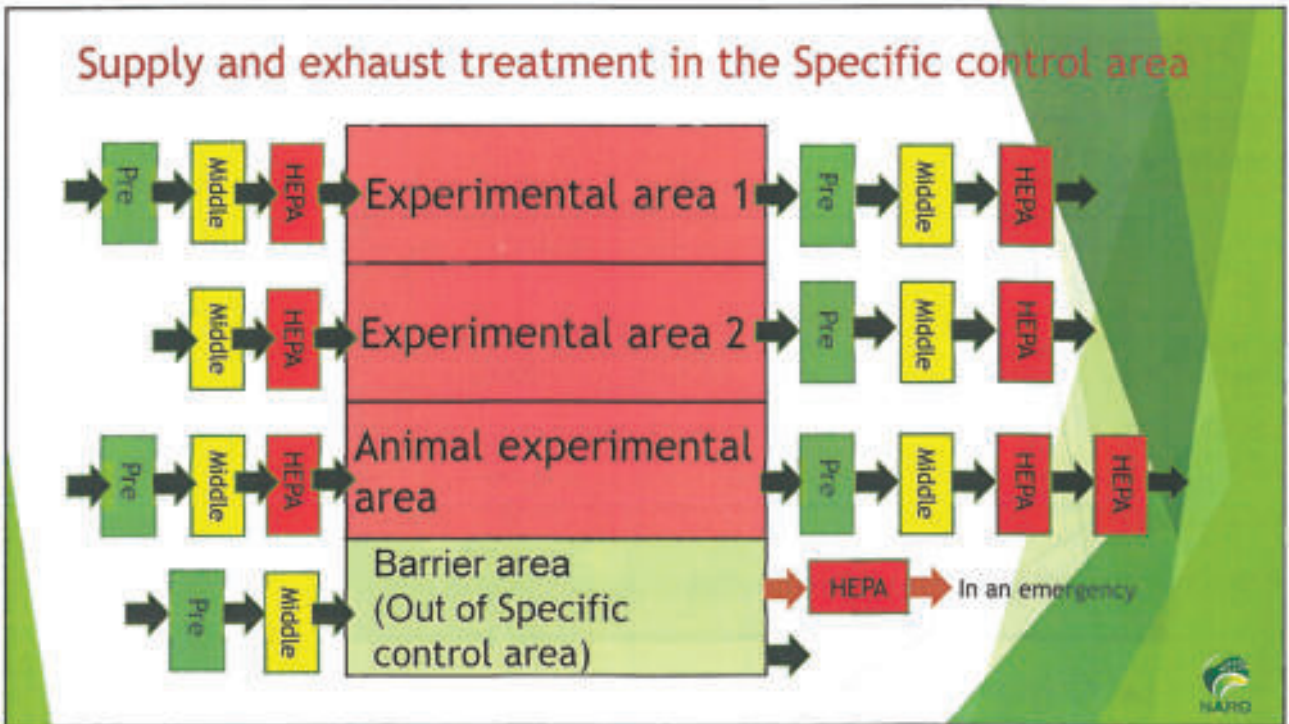 Supply and exhaust treatment in the Specific control area
Pre
Middle
HEPA
Experimental area 1
Pre
Middle
HEPA
Middle
HEPA
Experimental area 2
Pre
Middle
HEPA
Pre
Middle
HEPA
Animal experimental
area
Pre
Middle
HEPA
HEPA
Pre
Middle
Barrier area
(Out of Specific
control area)
HEPA
In an emergency
NARO